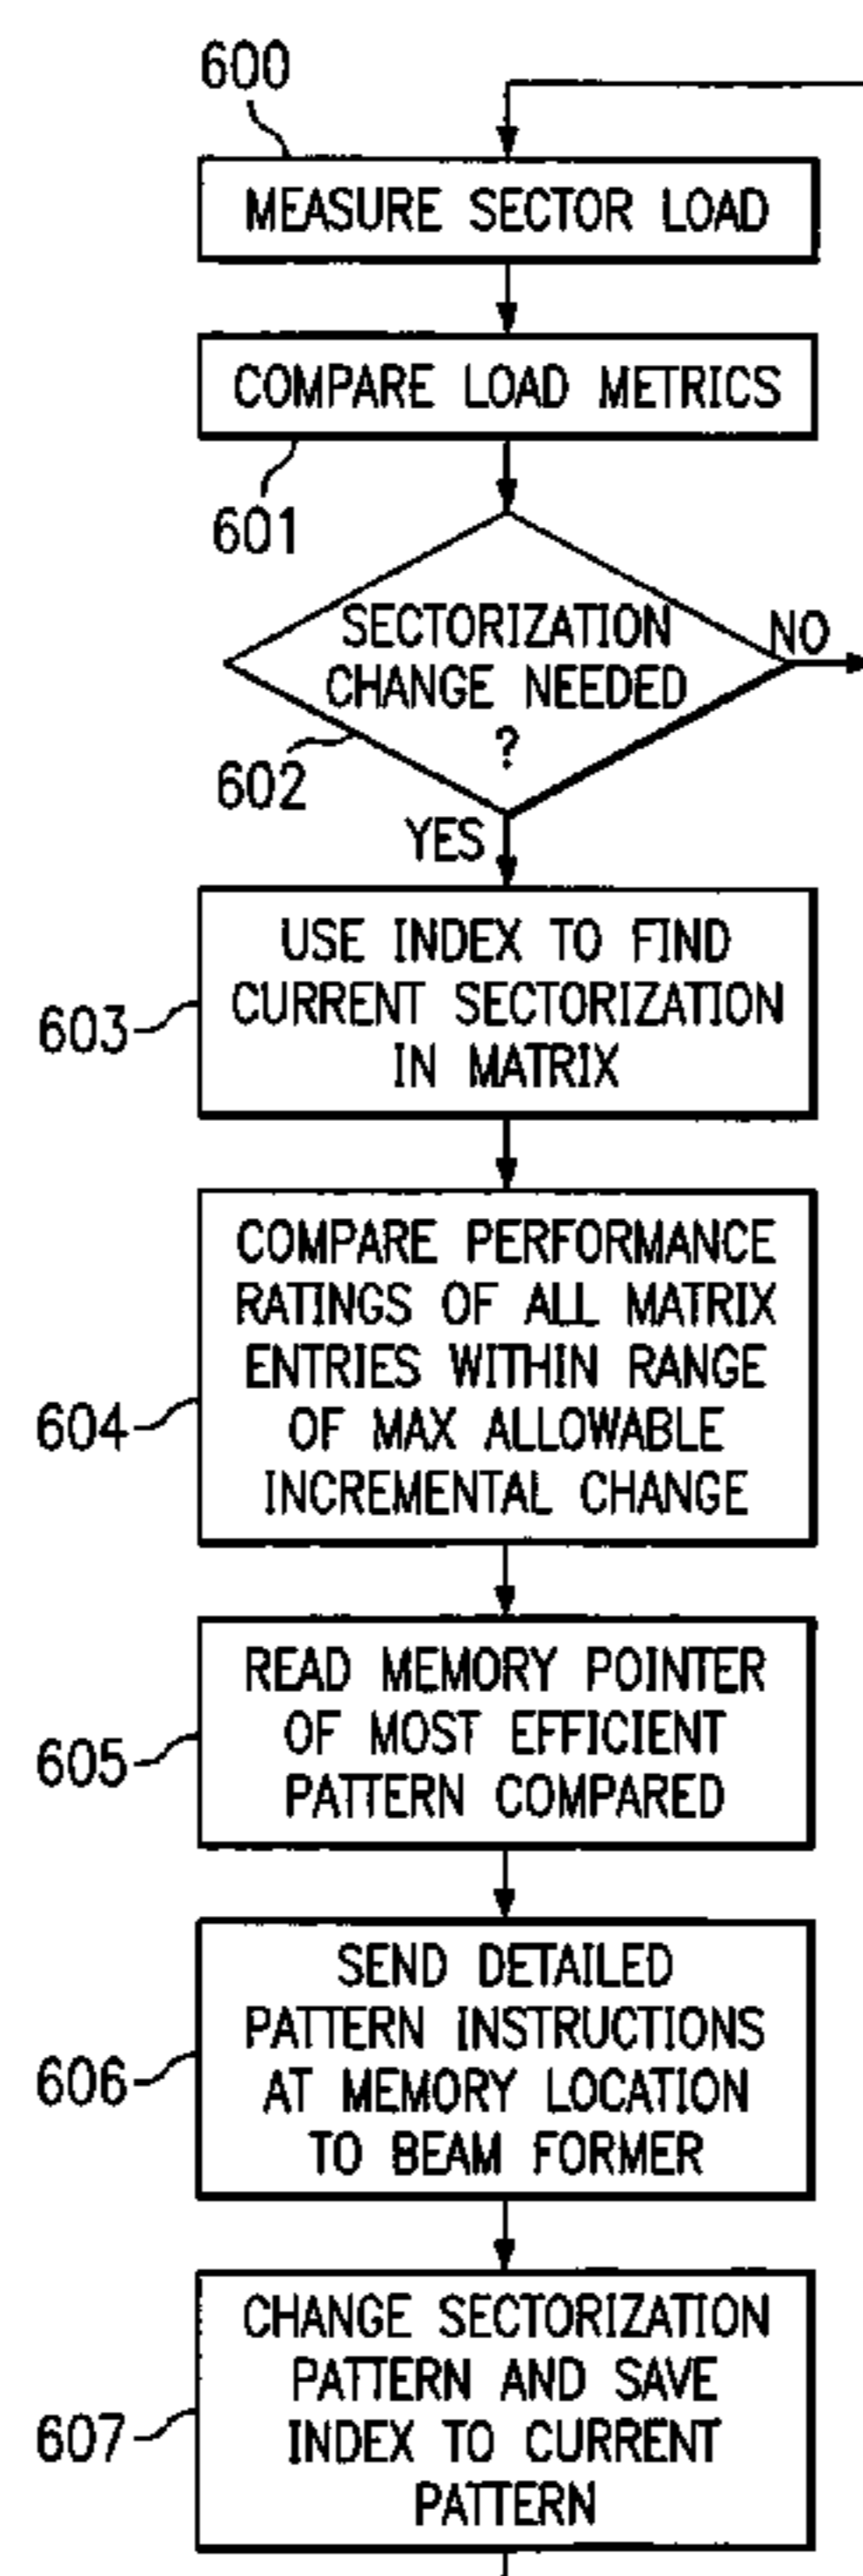 600
MEASURE SECTOR LOAD
COMPARE LOAD METRICS
601
SECTORIZATION
CHANGE NEEDED
?
NO
602
YES
USE INDEX TO FIND
CURRENT SECTORIZATION
IN MATRIX
603
COMPARE PERFORMANCE
RATINGS OF ALL MATRIX
ENTRIES WITHIN RANGE
OF MAX ALLOWABLE
INCREMENTAL CHANGE
604
READ MEMORY POINTER
OF MOST EFFICIENT
PATTERN COMPARED
605
SEND DETAILED
PATTERN INSTRUCTIONS
AT MEMORY LOCATION
TO BEAM FORMER
606
CHANGE SECTORIZATION
PATTERN AND SAVE
INDEX TO CURRENT
PATTERN
607